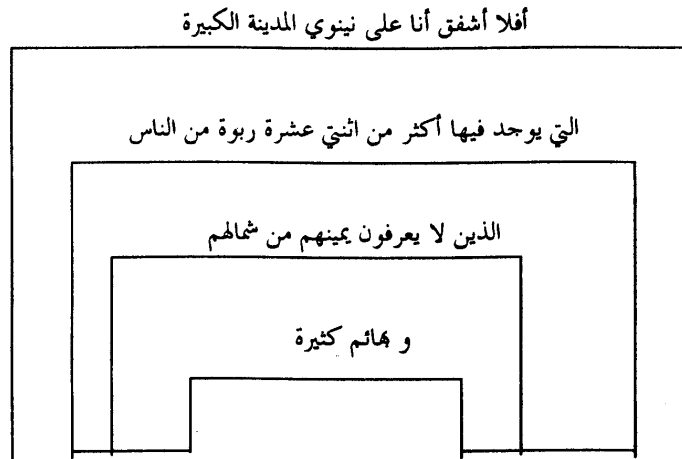 أفلا أشفق أنا على نينوي المدينة الكبيرة
التي يوجد فيها أكثر من اثنتي عشرة ربوة من الناس
الذين لا يعرفون يمينهم من شمالهم
و بهائم كثيرة